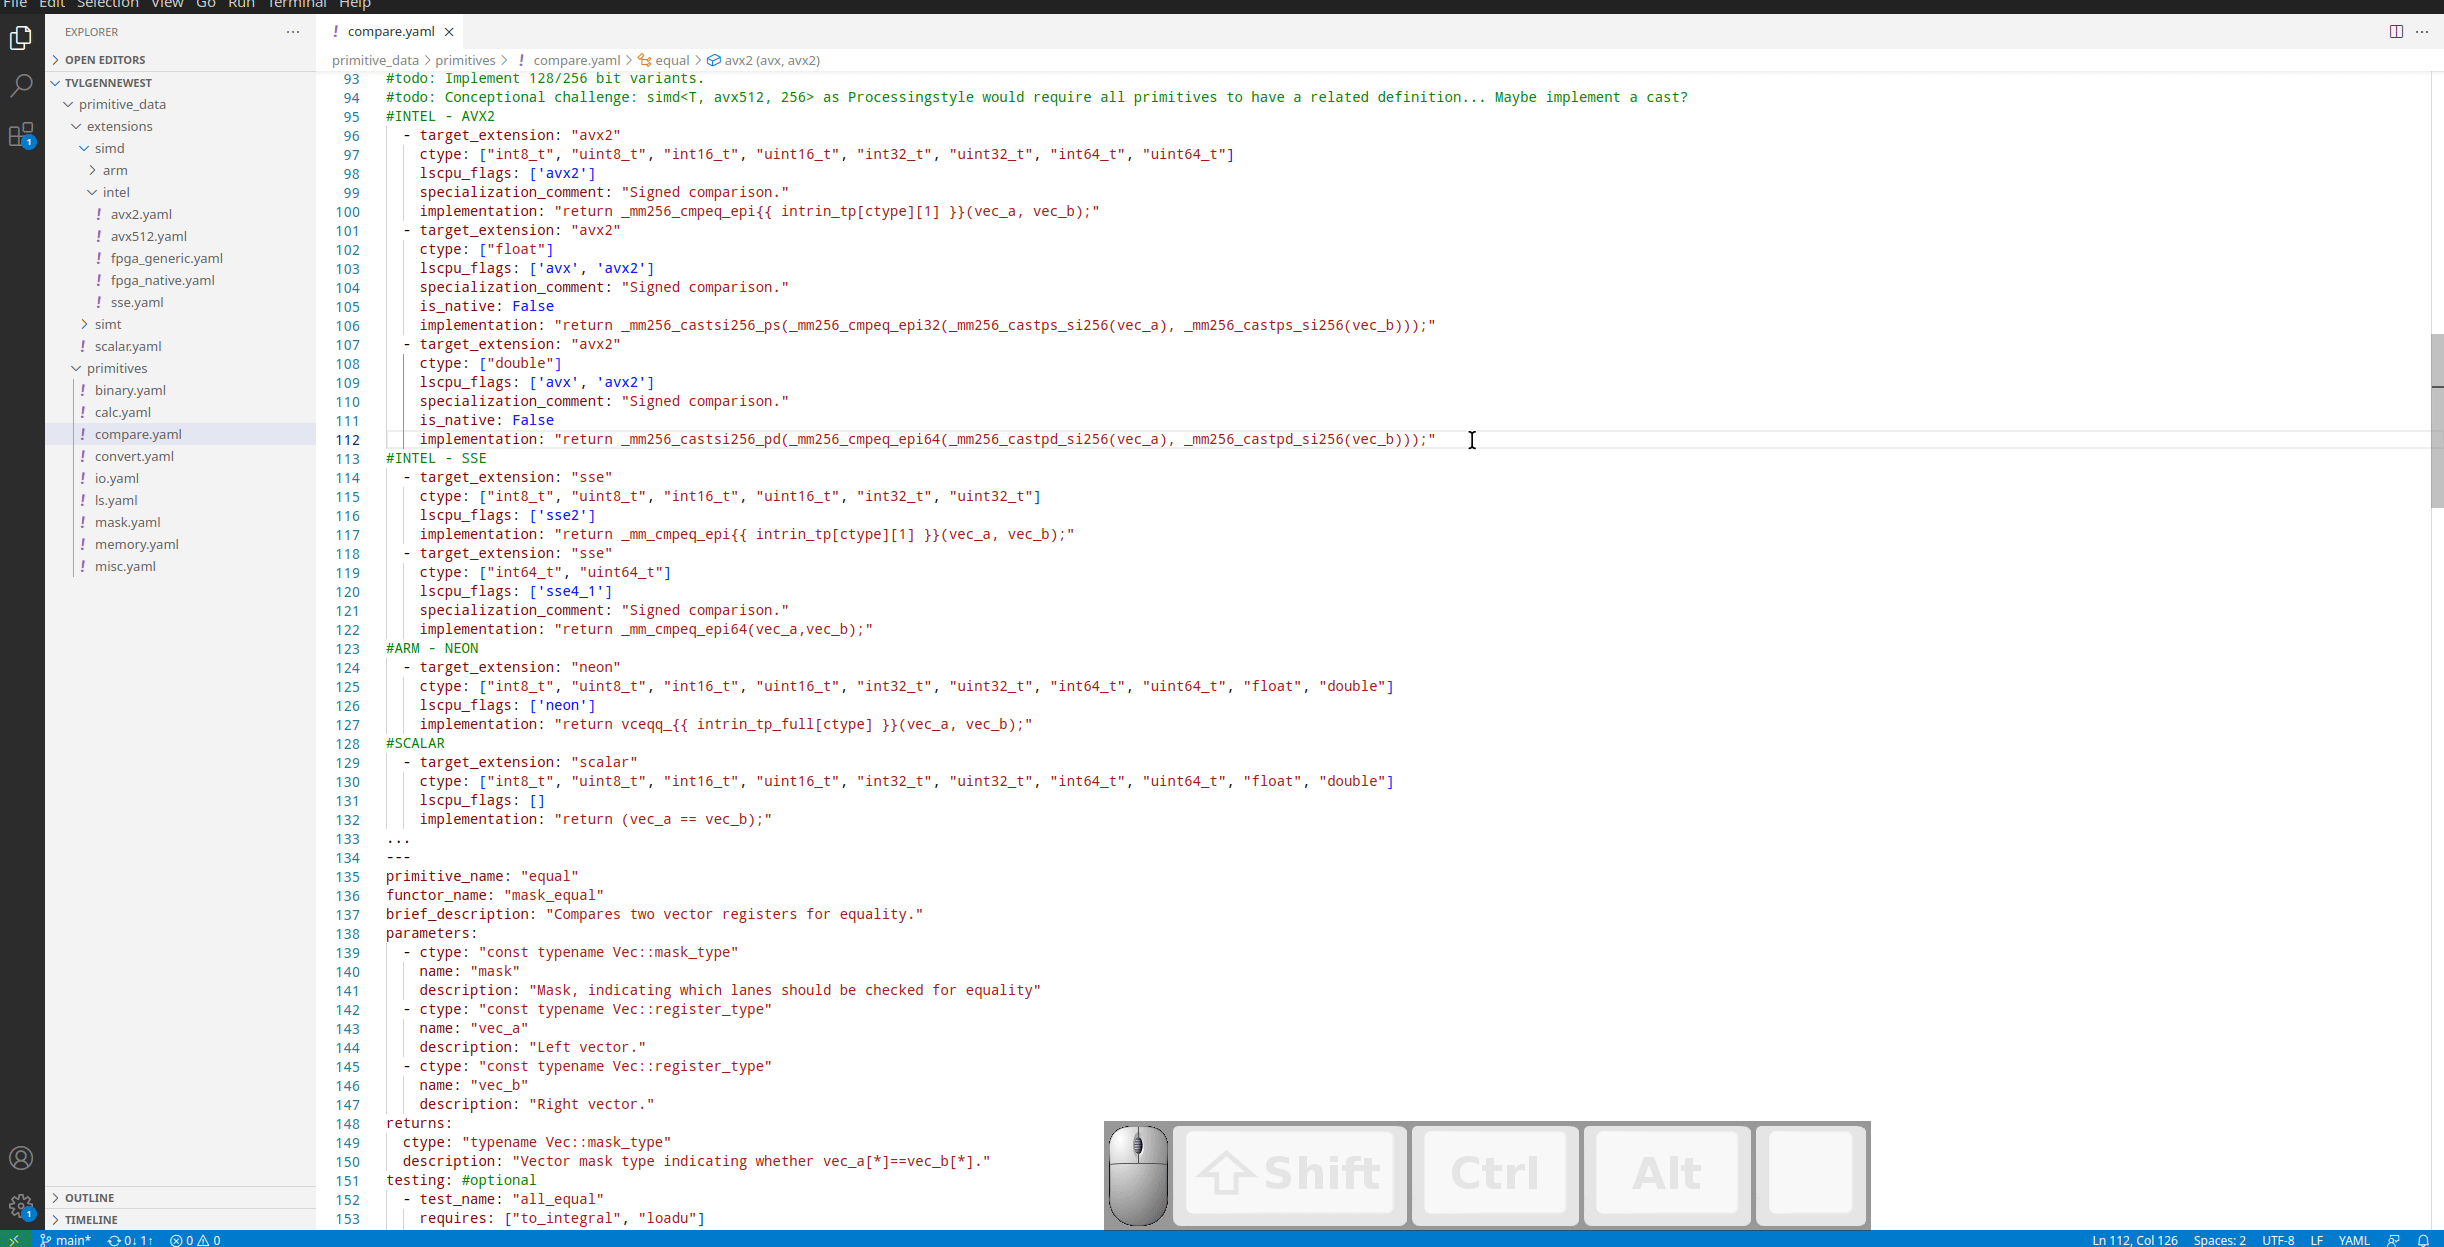 File Edit Selection View Go Run Terminal Help
EXPLORER ...
OPEN EDITORS
TVLGENNEWEST
primitive_data
extensions
simd
arm
intel
! avx2.yaml
! avx512.yaml
! fpga_generic.yaml
! fpga_native.yaml
! sse.yaml
simt
! scalar.yaml
primitives
! binary.yaml
! calc.yaml
! compare.yaml
! convert.yaml
! io.yaml
! ls.yaml
! mask.yaml
! memory.yaml
! misc.yaml
OUTLINE
TIMELINE
1
1
! compare.yaml ×
primitive_data > primitives > ! compare.yaml > equal > avx2 (avx, avx2)
93 #todo: Implement 128/256 bit variants.
94 #todo: Conceptional challenge: simd<T, avx512, 256> as Processingstyle would require all primitives to have a related definition... Maybe implement a cast?
95 #INTEL - AVX2
96 - target_extension: "avx2"
97 ctype: ["int8_t", "uint8_t", "int16_t", "uint16_t", "int32_t", "uint32_t", "int64_t", "uint64_t"]
98 lscpu_flags: ['avx2']
99 specialization_comment: "Signed comparison."
100 implementation: "return _mm256_cmpeq_epi{{ intrin_tp[ctype][1] }}(vec_a, vec_b);"
101 - target_extension: "avx2"
102 ctype: ["float"]
103 lscpu_flags: ['avx', 'avx2']
104 specialization_comment: "Signed comparison."
105 is_native: False
106 implementation: "return _mm256_castsi256_ps(_mm256_cmpeq_epi32(_mm256_castps_si256(vec_a), _mm256_castps_si256(vec_b)));"
107 - target_extension: "avx2"
108 ctype: ["double"]
109 lscpu_flags: ['avx', 'avx2']
110 specialization_comment: "Signed comparison."
111 is_native: False
112 implementation: "return _mm256_castsi256_pd(_mm256_cmpeq_epi64(_mm256_castpd_si256(vec_a), _mm256_castpd_si256(vec_b)));"
113 #INTEL - SSE
114 - target_extension: "sse"
115 ctype: ["int8_t", "uint8_t", "int16_t", "uint16_t", "int32_t", "uint32_t"]
116 lscpu_flags: ['sse2']
117 implementation: "return _mm_cmpeq_epi{{ intrin_tp[ctype][1] }}(vec_a, vec_b);"
118 - target_extension: "sse"
119 ctype: ["int64_t", "uint64_t"]
120 lscpu_flags: ['sse4_1']
121 specialization_comment: "Signed comparison."
122 implementation: "return _mm_cmpeq_epi64(vec_a,vec_b);"
123 #ARM - NEON
124 - target_extension: "neon"
125 ctype: ["int8_t", "uint8_t", "int16_t", "uint16_t", "int32_t", "uint32_t", "int64_t", "uint64_t", "float", "double"]
126 lscpu_flags: ['neon']
127 implementation: "return vceqq_{{ intrin_tp_full[ctype] }}(vec_a, vec_b);"
128 #SCALAR
129 - target_extension: "scalar"
130 ctype: ["int8_t", "uint8_t", "int16_t", "uint16_t", "int32_t", "uint32_t", "int64_t", "uint64_t", "float", "double"]
131 lscpu_flags: []
132 implementation: "return (vec_a == vec_b);"
133 ...
134 ---
135 primitive_name: "equal"
136 functor_name: "mask_equal"
137 brief_description: "Compares two vector registers for equality."
138 parameters:
139 - ctype: "const typename Vec::mask_type"
140 name: "mask"
141 description: "Mask, indicating which lanes should be checked for equality"
142 - ctype: "const typename Vec::register_type"
143 name: "vec_a"
144 description: "Left vector."
145 - ctype: "const typename Vec::register_type"
146 name: "vec_b"
147 description: "Right vector."
148 returns:
149 ctype: "typename Vec::mask_type"
150 description: "Vector mask type indicating whether vec_a[*]==vec_b[*]."
151 testing: #optional
152 - test_name: "all_equal"
153 requires: ["to_integral", "loadu"]
Shift Ctrl Alt
main* 0↓ 1↑ 0 0 Ln 112, Col 126 Spaces: 2 UTF-8 LF YAML